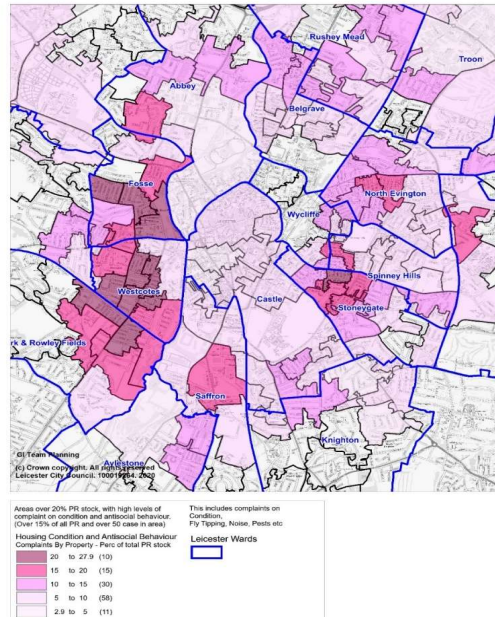 Rushey Mead
Troon
Abbey
Belgrave
Fosse
North Evington
Wycliffe
Spinney Hills
Westcotes
Castle
Stoneygate
rk & Rowley Fields
Saffron
Knighton
GI Team Planning
Aylestone
(c) Crown copyright. All rights reserved
Leicester City Council. 100019264. 2020
Areas over 20% PR stock, with high levels of
complaint on condition and antisocial behaviour.
(Over 15% of all PR and over 50 case in area)
Housing Condition and Antisocial Behaviour
Complaints By Property - Perc of total PR stock
20 to 27.9 (10)
15 to 20 (15)
10 to 15 (30)
5 to 10 (58)
2.9 to 5 (11)
This includes complaints on
Condition,
Fly Tipping, Noise, Pests etc
Leicester Wards